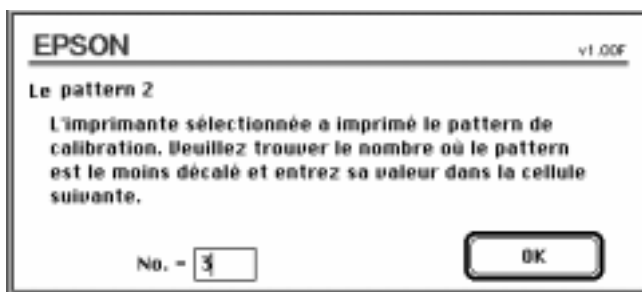 EPSON
v1.00F
Le pattern 2
L'imprimante sélectionnée a imprimé le pattern de
calibration. Veuillez trouver le nombre où le pattern
est le moins décalé et entrez sa valeur dans la cellule
suivante.
No. = 3
OK